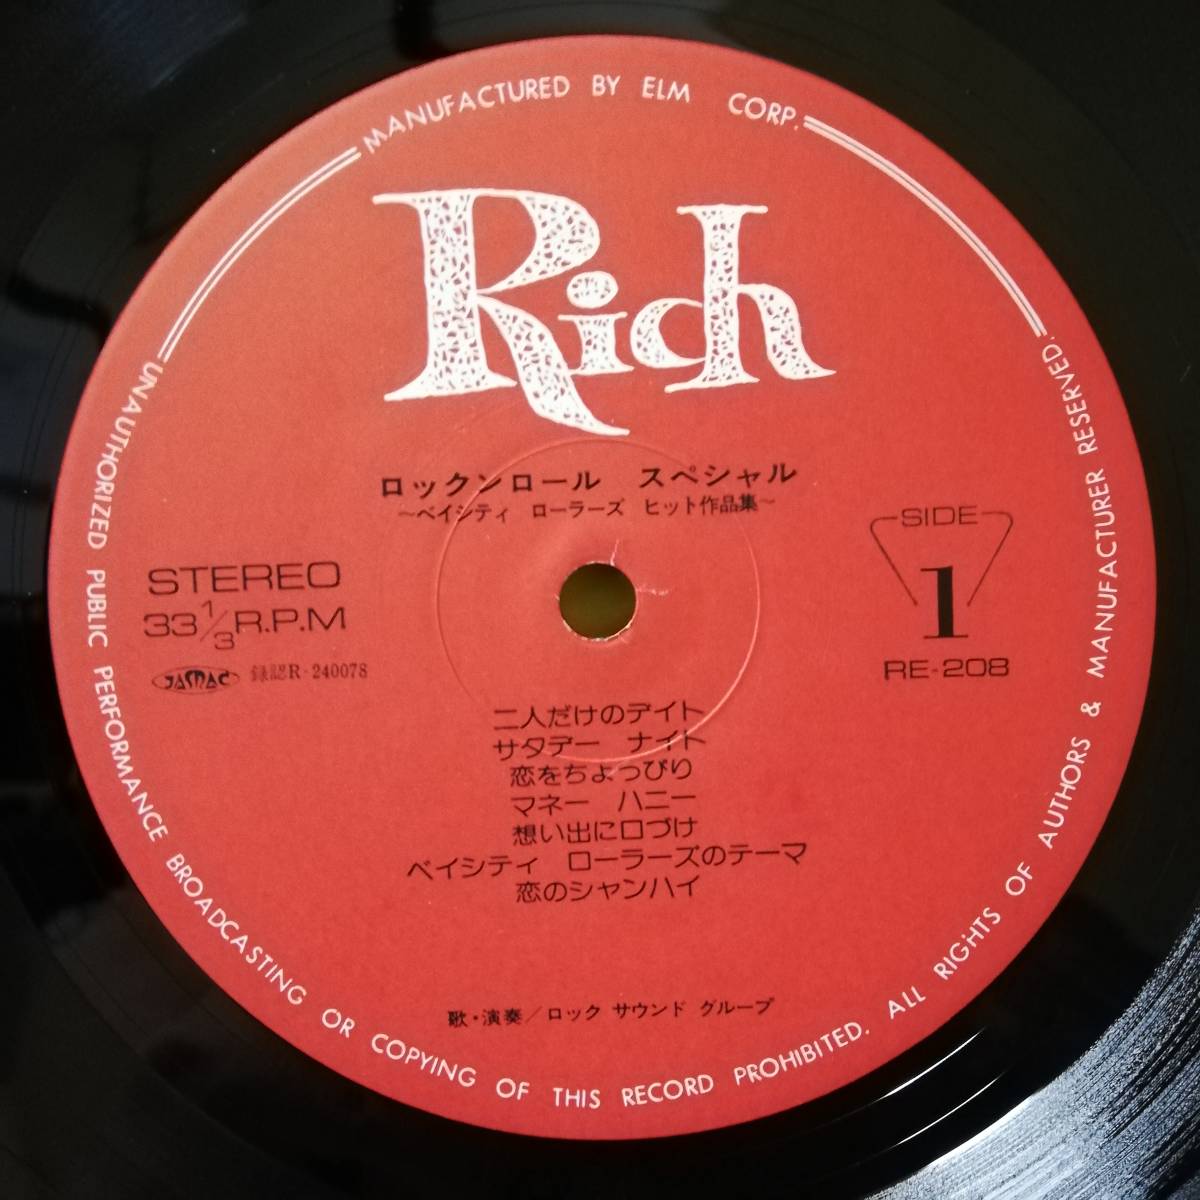 MANUFACTURED BY ELM CORP.
Rich
ロックンロール スペシャル
〜ベイシティ ローラーズ ヒット作品集〜
STEREO
33 1/3 R.P.M
JASRAC 録認R-240078
SIDE
1
RE-208
二人だけのデイト
サタデー ナイト
恋をちょっぴり
マネー ハニー
想い出に口づけ
ベイシティ ローラーズのテーマ
恋のシャンハイ
歌・演奏/ロック サウンド グループ
UNAUTHORIZED PUBLIC PERFORMANCE BROADCASTING OR COPYING OF THIS RECORD PROHIBITED. ALL RIGHTS OF AUTHORS & MANUFACTURER RESERVED.